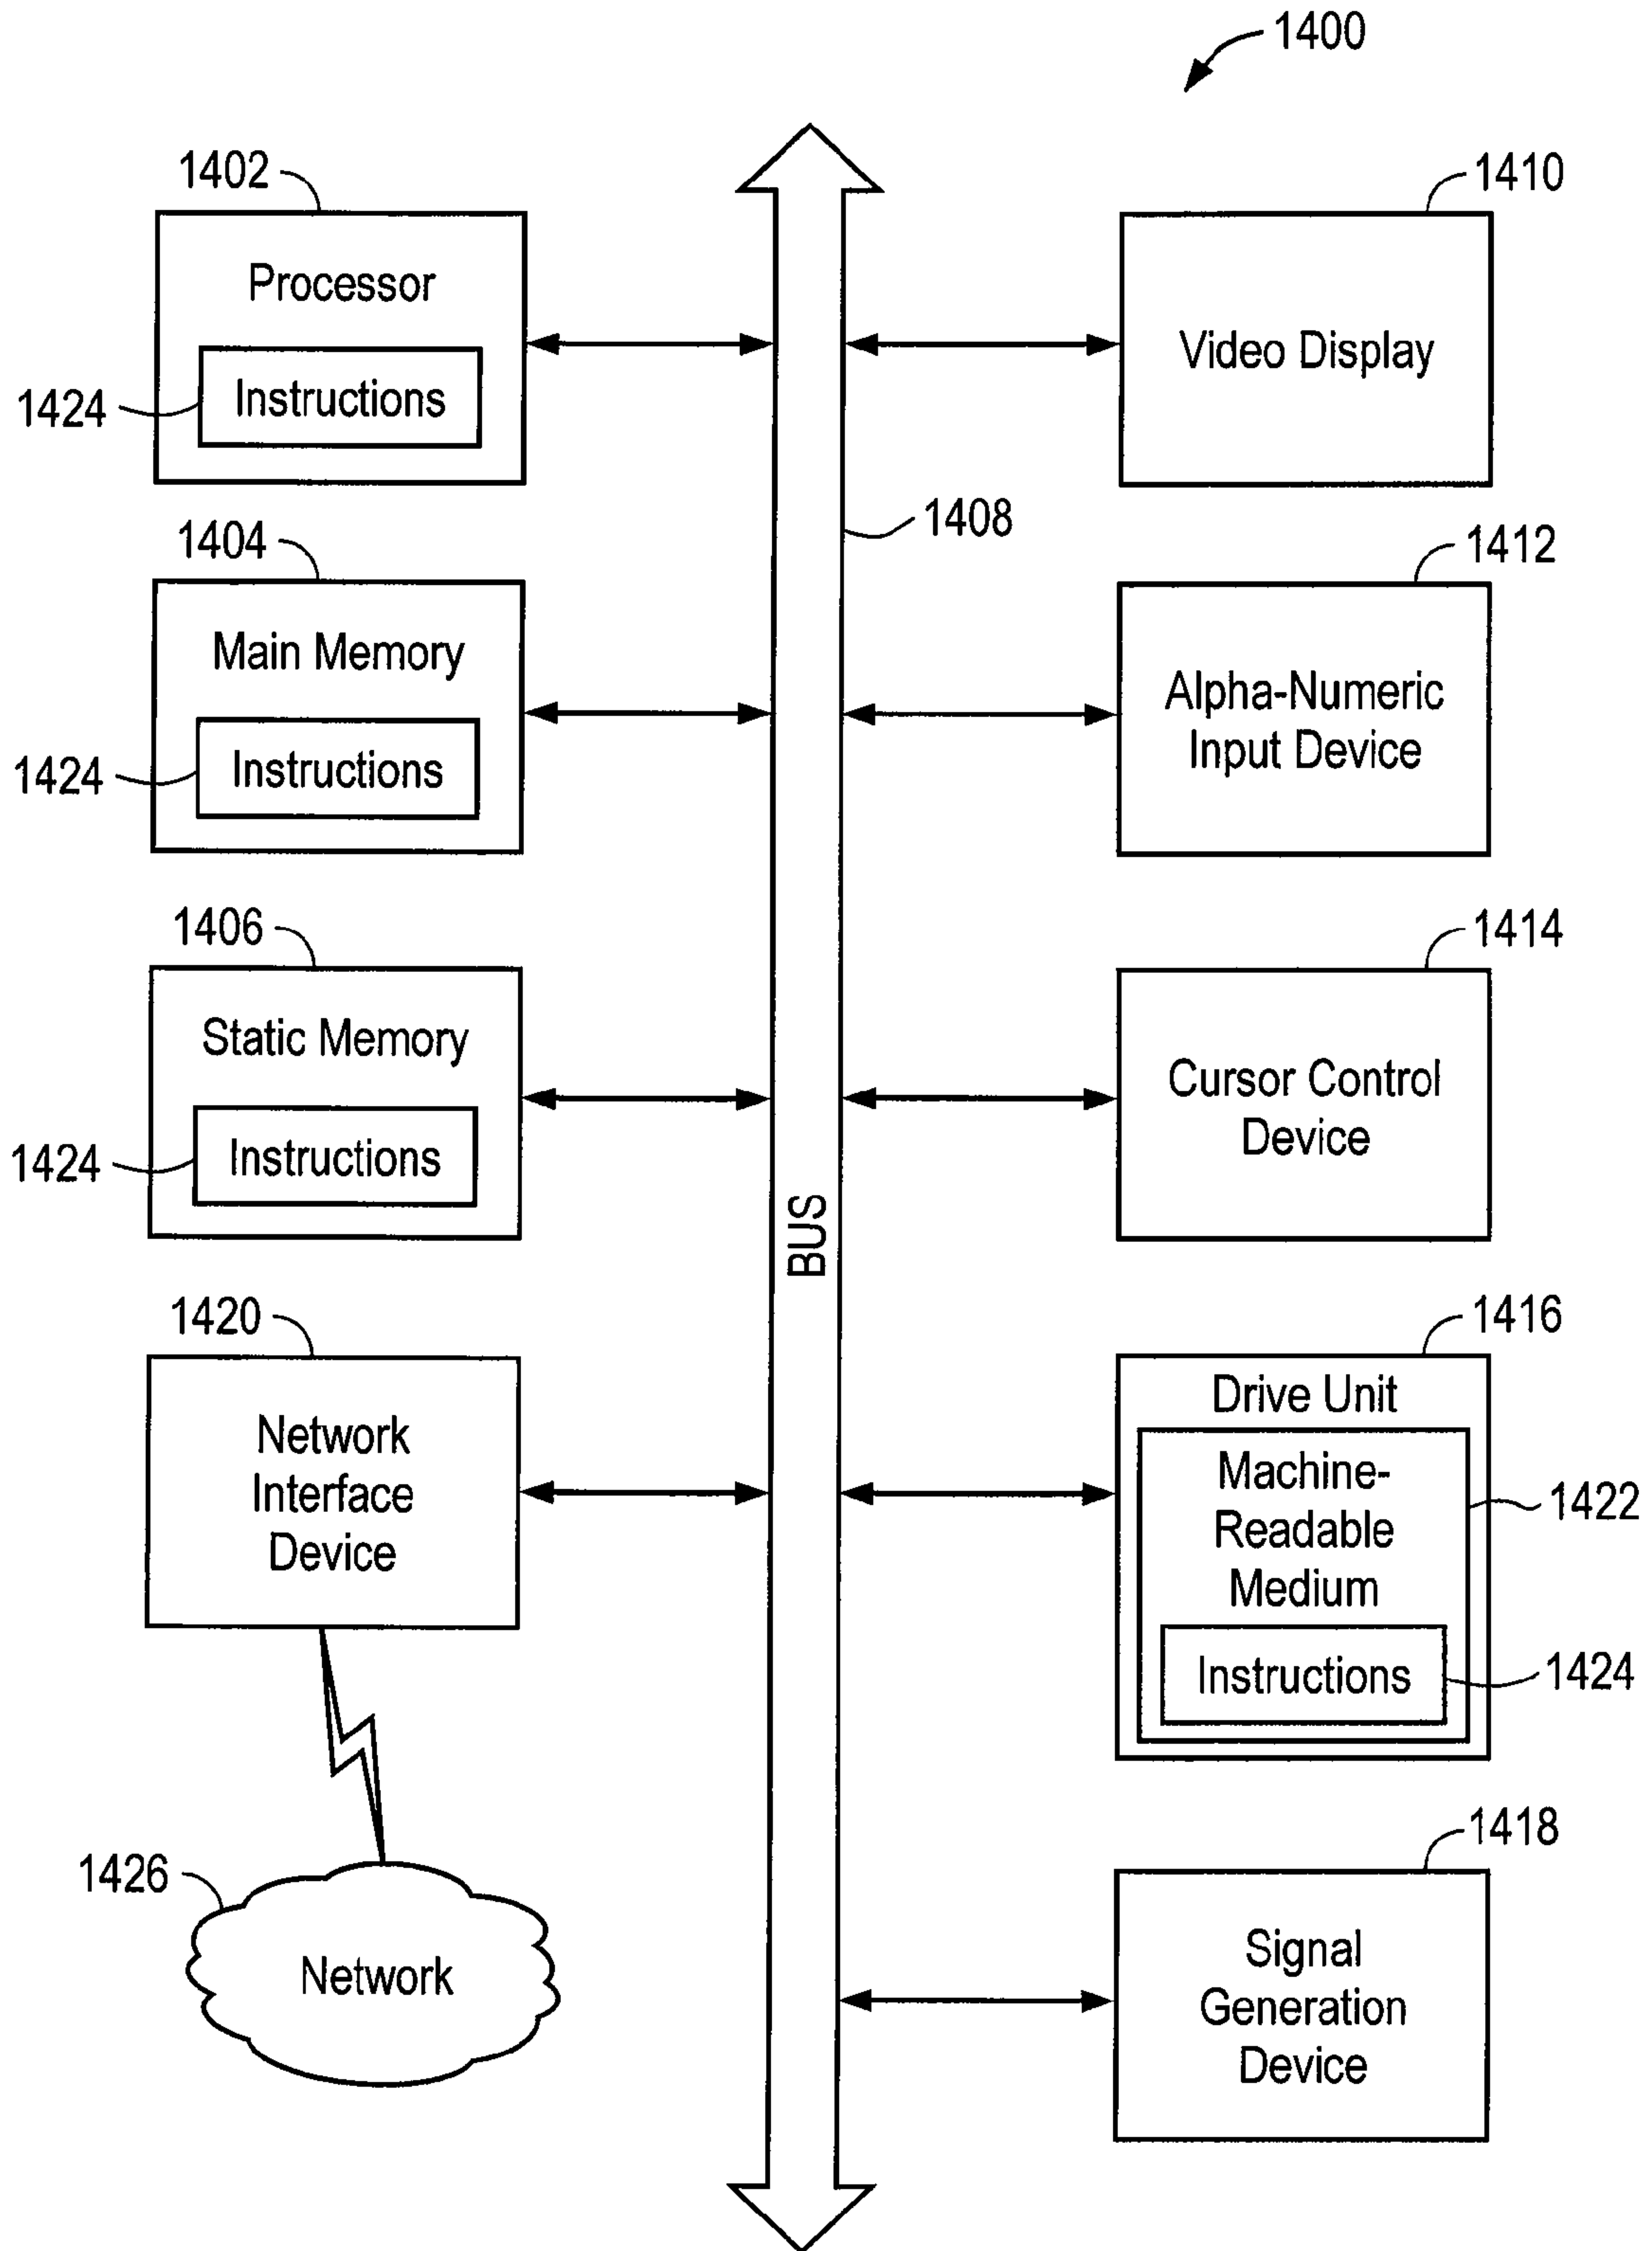 1400
1402
Processor
1424
Instructions
1404
Main Memory
1424
Instructions
1406
Static Memory
1424
Instructions
1420
Network
Interface
Device
1426
Network
BUS
1408
1410
Video Display
1412
Alpha-Numeric
Input Device
1414
Cursor Control
Device
1416
Drive Unit
Machine-
Readable
Medium
1422
Instructions
1424
1418
Signal
Generation
Device